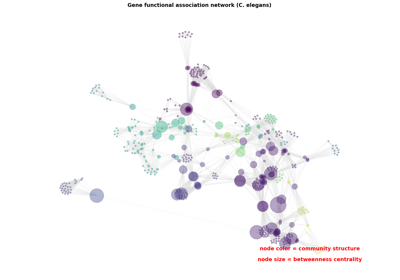 Gene functional association network (C. elegans)
node color = community structure
node size = betweenness centrality